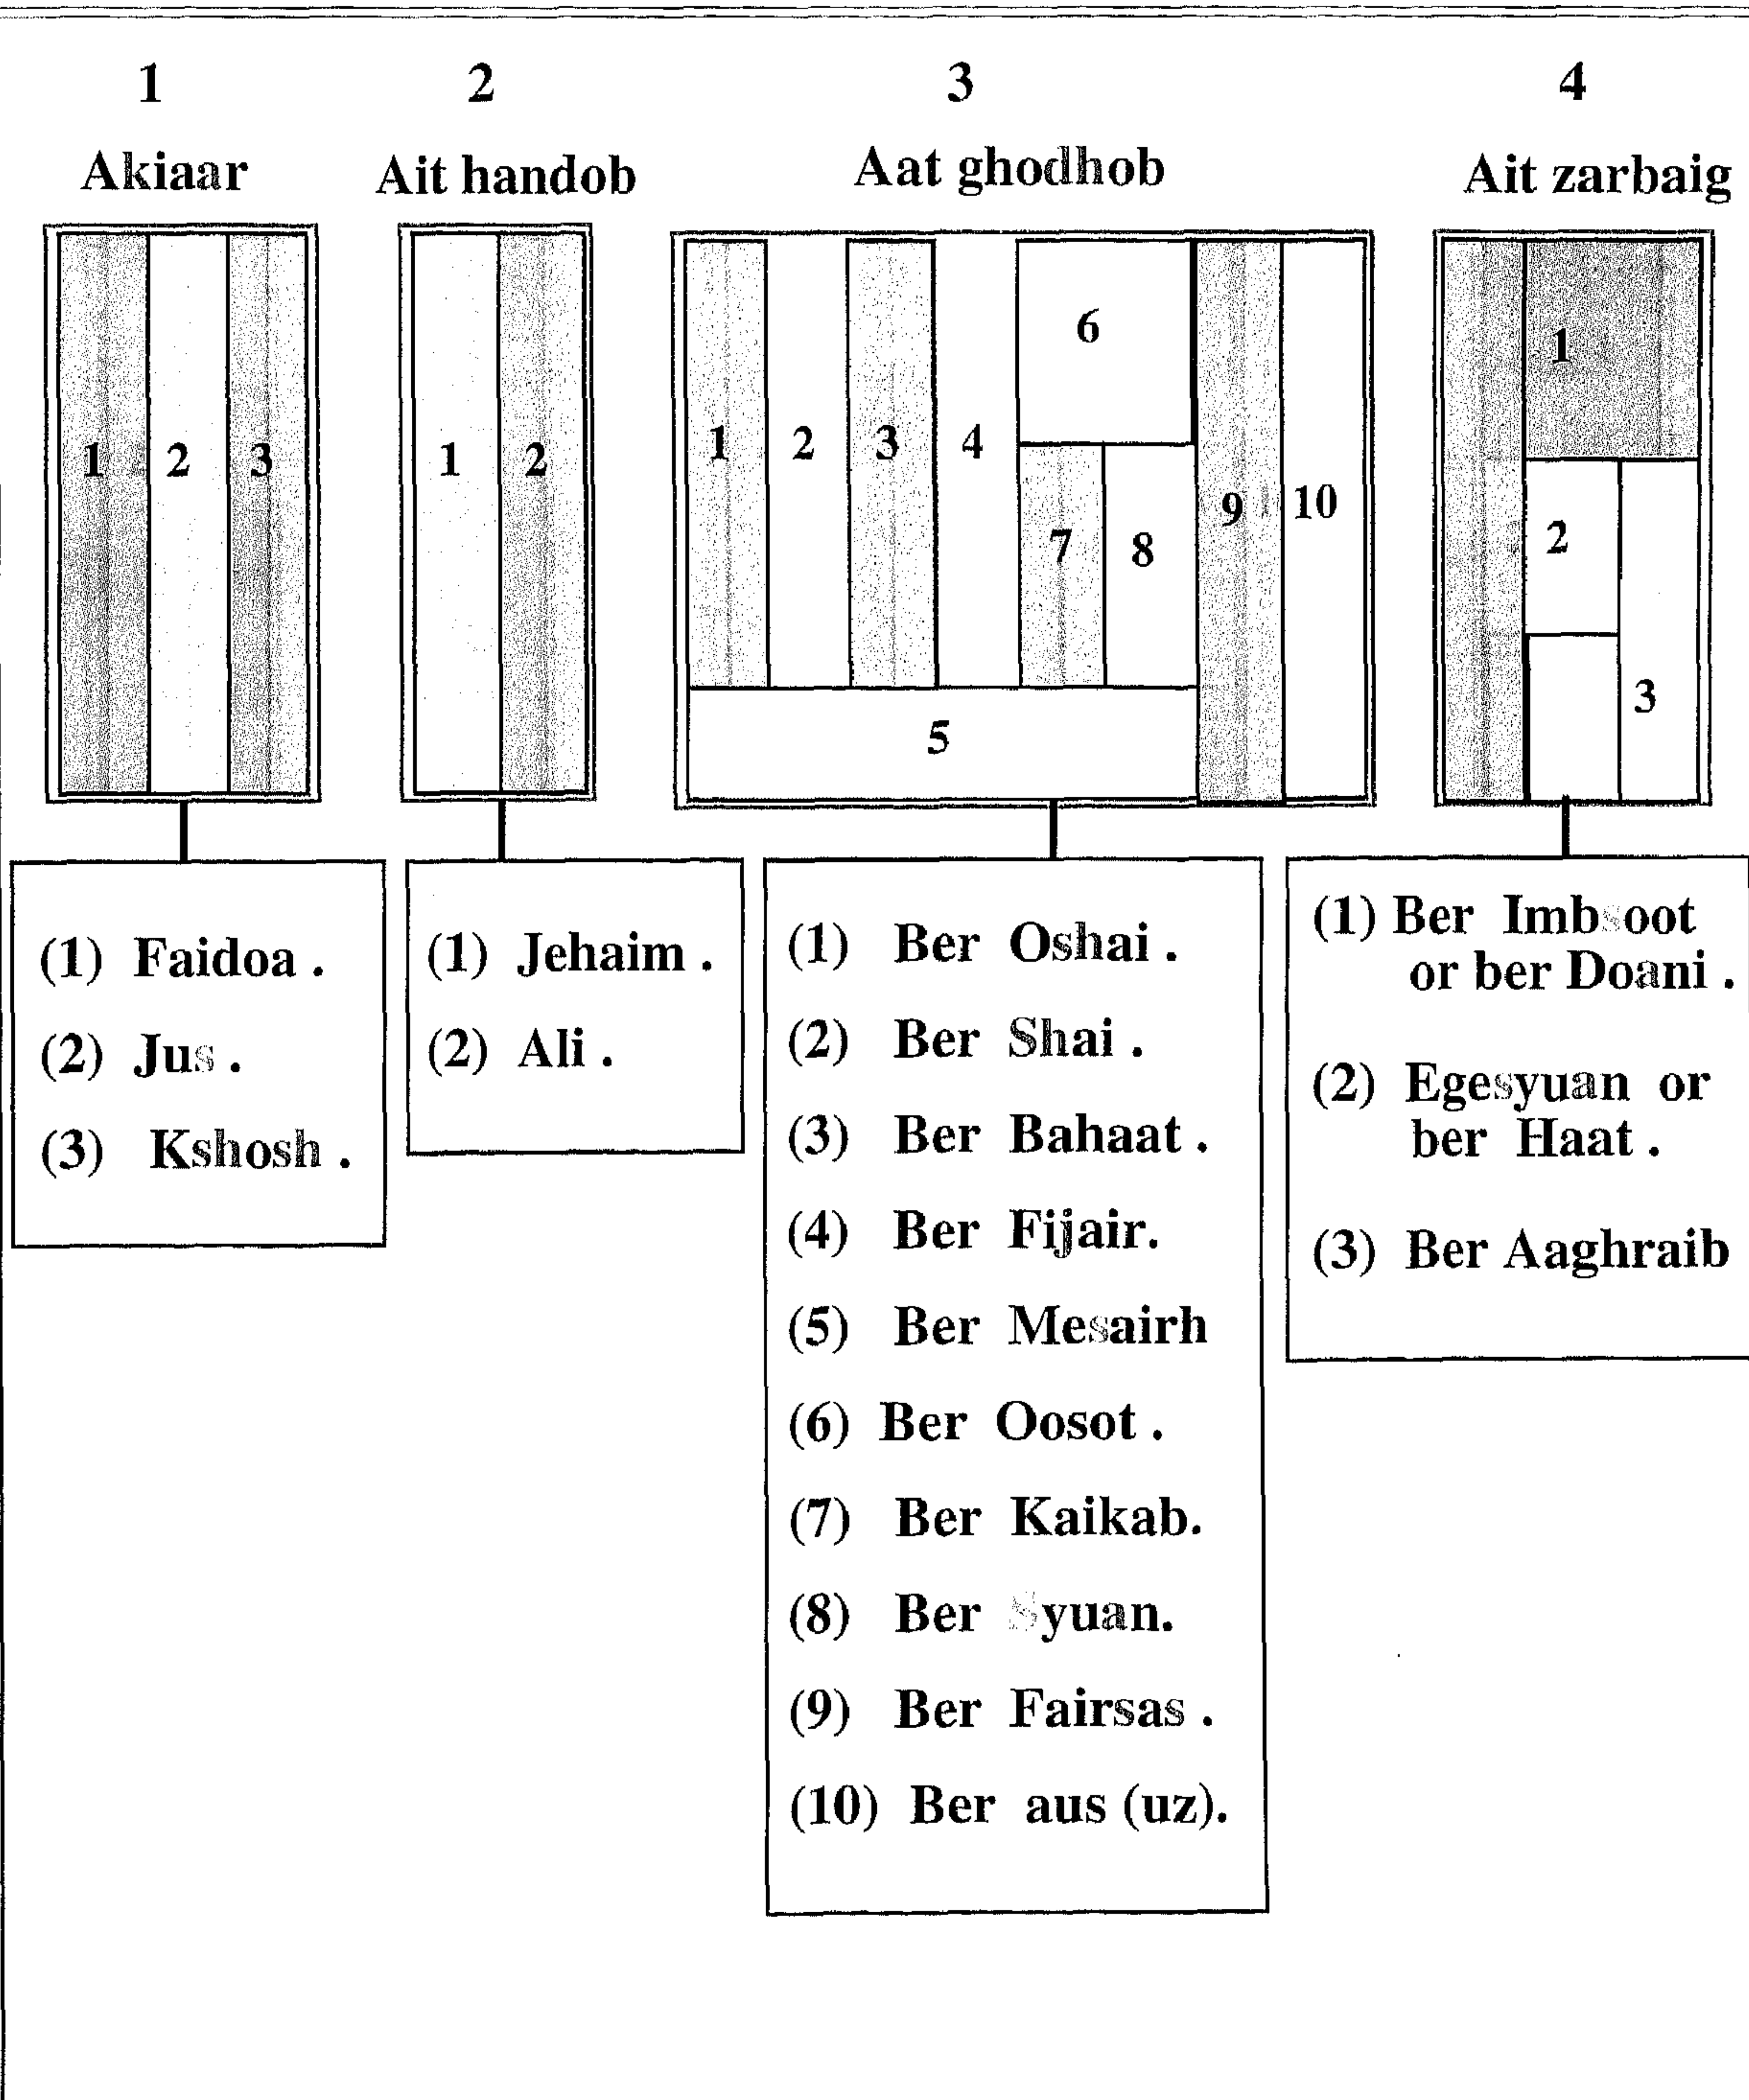 1
Akiaar
1 2 3
(1) Faidoa .
(2) Jus .
(3) Kshosh .
2
Ait handob
1 2
(1) Jehaim .
(2) Ali .
3
Aat ghodhob
6
1 2 3 4
9 10
7 8
5
(1) Ber Oshai .
(2) Ber Shai .
(3) Ber Bahaat .
(4) Ber Fijair.
(5) Ber Mesairh
(6) Ber Oosot .
(7) Ber Kaikab.
(8) Ber Syuan.
(9) Ber Fairsas .
(10) Ber aus (uz).
4
Ait zarbaig
1
2
3
(1) Ber Imbsoot
or ber Doani .
(2) Egesyuan or
ber Haat .
(3) Ber Aaghraib